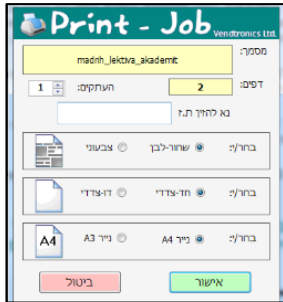 Print - Job
Vendtronics Ltd.
מסמך: madrih_lektiva_akademit
דפים: 2 העתקים: 1
נא להזין ת.ז
בחר/י: שחור-לבן צבעוני
בחר/י: חד-צדדי דו-צדדי
בחר/י: נייר A4 נייר A3
A4
אישור ביטול